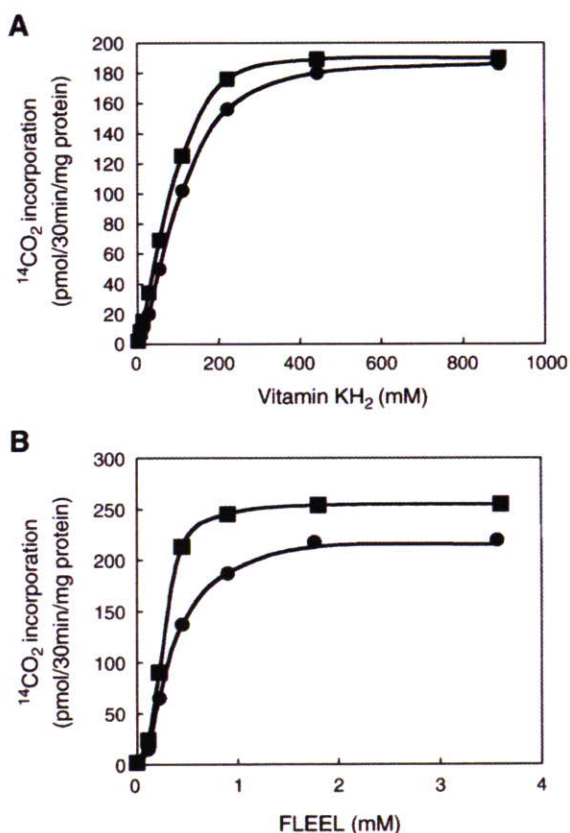 A
200
180
160
140
120
100
80
60
40
20
0
¹⁴CO₂ incorporation
(pmol/30min/mg protein)
0 200 400 600 800 1000
Vitamin KH₂ (mM)
B
300
250
200
150
100
50
0
¹⁴CO₂ incorporation
(pmol/30min/mg protein)
0 1 2 3 4
FLEEL (mM)